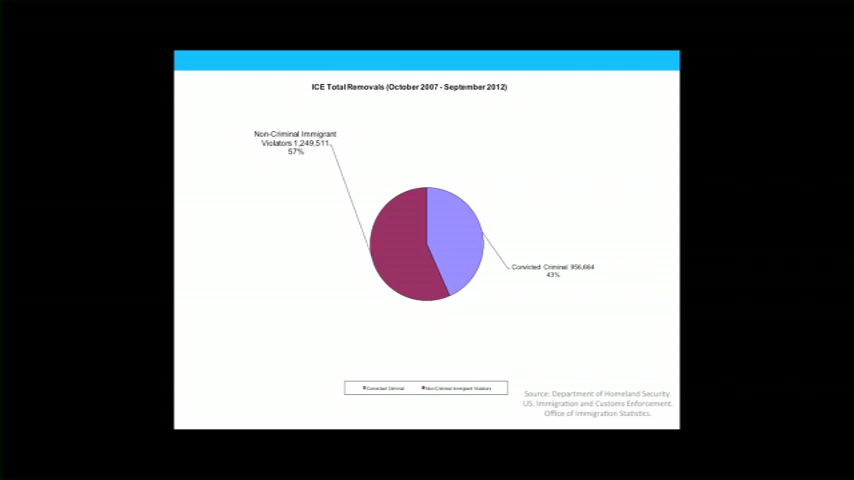 ICE Total Removals (October 2007 - September 2012)
Non-Criminal Immigrant
Violators 1,249,511,
57%
Convicted Criminal 956,664
43%
Convicted Criminal Non-Criminal Immigrant Violators
Source: Department of Homeland Security.
US. Immigration and Customs Enforcement.
Office of Immigration Statistics.